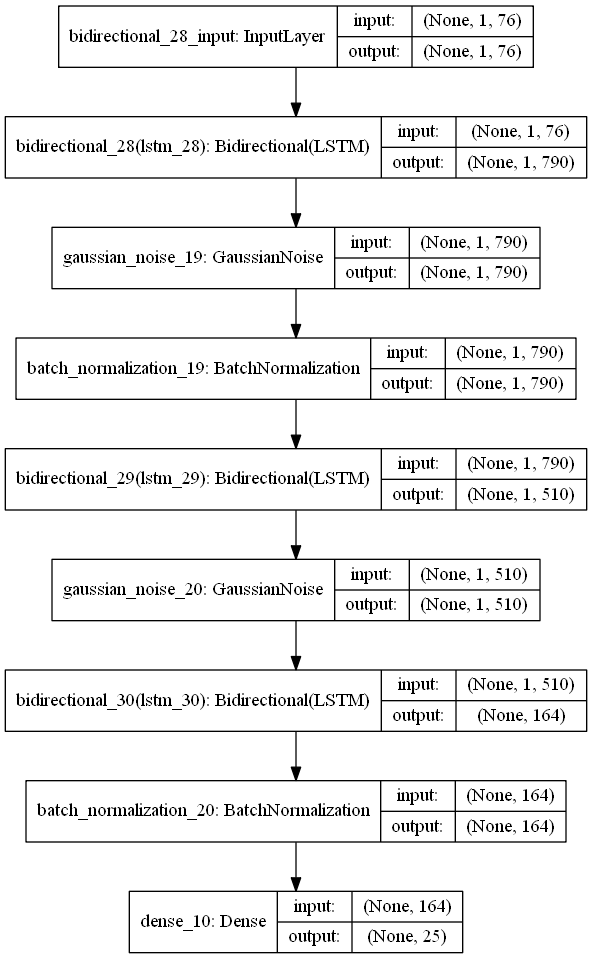 bidirectional_28_input: InputLayer
input: (None, 1, 76)
output: (None, 1, 76)
bidirectional_28(lstm_28): Bidirectional(LSTM)
input: (None, 1, 76)
output: (None, 1, 790)
gaussian_noise_19: GaussianNoise
input: (None, 1, 790)
output: (None, 1, 790)
batch_normalization_19: BatchNormalization
input: (None, 1, 790)
output: (None, 1, 790)
bidirectional_29(lstm_29): Bidirectional(LSTM)
input: (None, 1, 790)
output: (None, 1, 510)
gaussian_noise_20: GaussianNoise
input: (None, 1, 510)
output: (None, 1, 510)
bidirectional_30(lstm_30): Bidirectional(LSTM)
input: (None, 1, 510)
output: (None, 164)
batch_normalization_20: BatchNormalization
input: (None, 164)
output: (None, 164)
dense_10: Dense
input: (None, 164)
output: (None, 25)